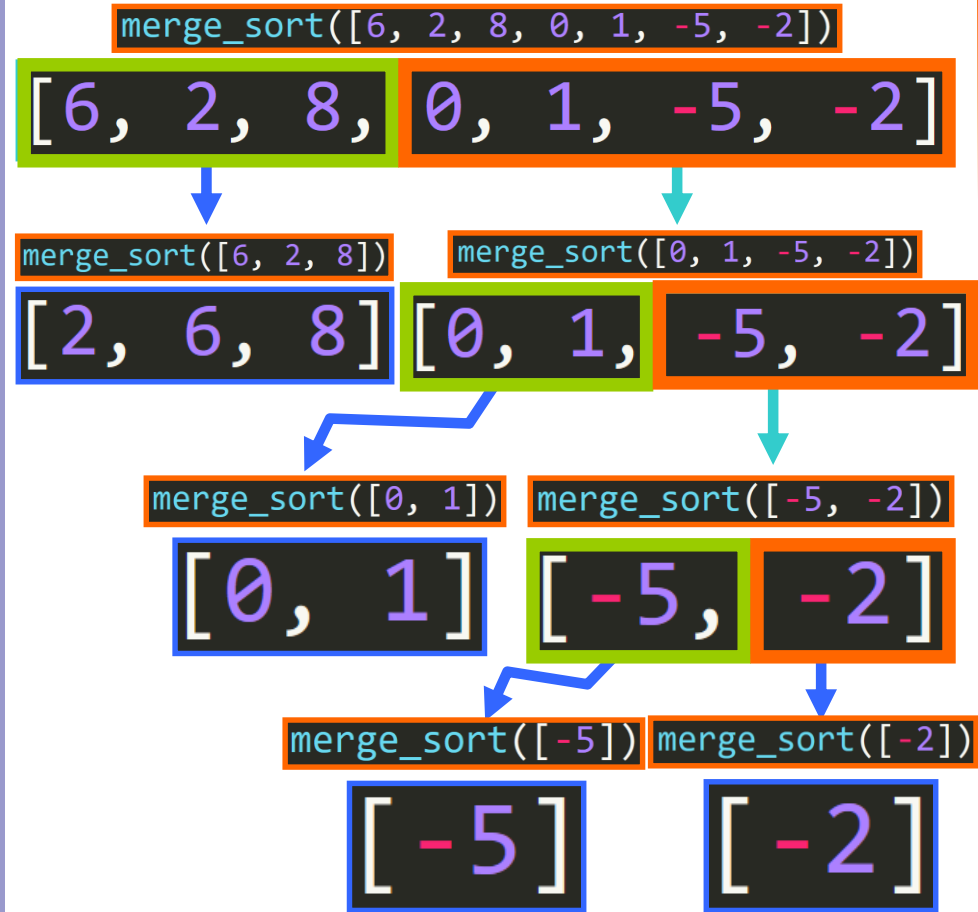 merge_sort([6, 2, 8, 0, 1, -5, -2])
[6, 2, 8, 0, 1, -5, -2]
merge_sort([6, 2, 8]) merge_sort([0, 1, -5, -2])
[2, 6, 8] [0, 1, -5, -2]
merge_sort([0, 1]) merge_sort([-5, -2])
[0, 1] [-5, -2]
merge_sort([-5]) merge_sort([-2])
[-5] [-2]